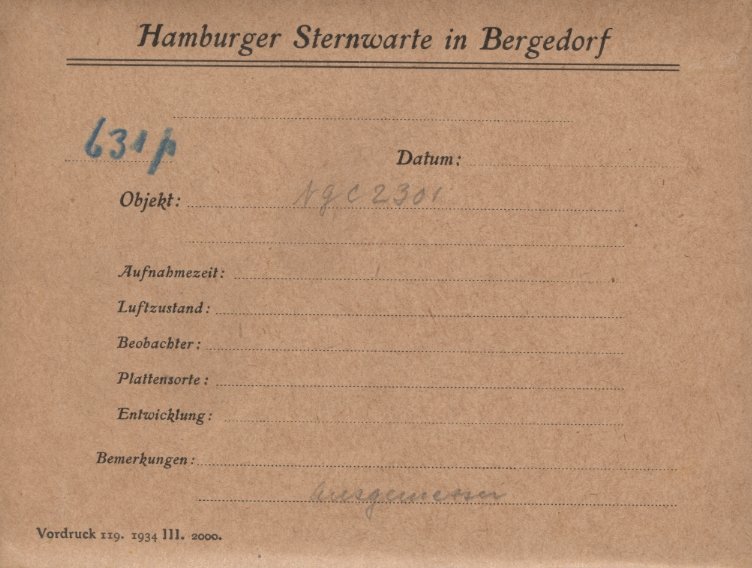 Hamburger Sternwarte in Bergedorf
631p
Datum:
Objekt: NGC 2301
Aufnahmezeit:
Luftzustand:
Beobachter:
Plattensorte:
Entwicklung:
Bemerkungen:
Ausgemessen
Vordruck 119. 1934 III. 2000.